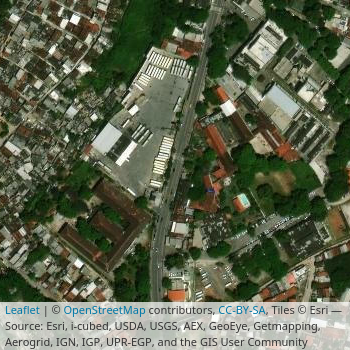 Leaflet | © OpenStreetMap contributors, CC-BY-SA, Tiles © Esri —
Source: Esri, i-cubed, USDA, USGS, AEX, GeoEye, Getmapping,
Aerogrid, IGN, IGP, UPR-EGP, and the GIS User Community